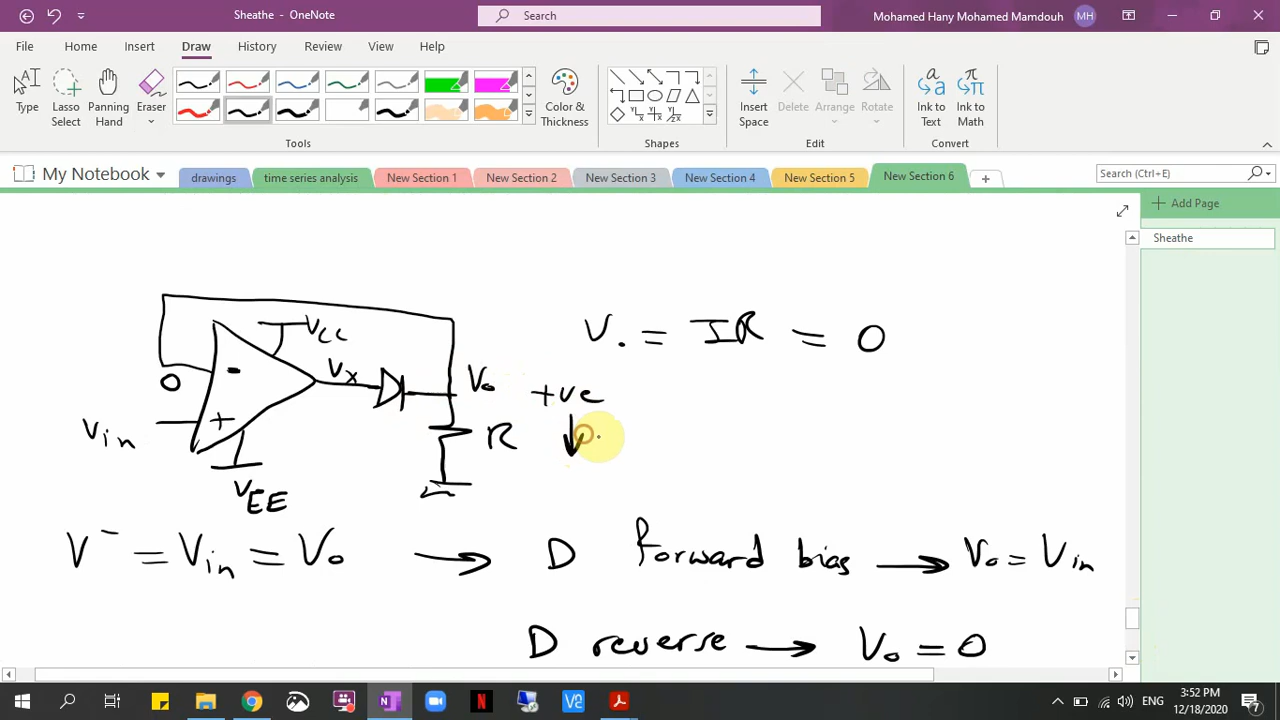 Sheathe - OneNote
Search
Mohamed Hany Mohamed Mamdouh MH
File Home Insert Draw History Review View Help
Type
Lasso Select
Panning Hand
Eraser
Color & Thickness
Insert Space
Delete
Arrange
Rotate
Ink to Text
Ink to Math
Tools Shapes Edit Convert
My Notebook
drawings time series analysis New Section 1 New Section 2 New Section 3 New Section 4 New Section 5 New Section 6 +
Search (Ctrl+E)
Add Page
Sheathe
Vcc
V. = IR = 0
-
Vx
Vo
0
+ve
+
Vin
R
VEE
V- = Vin = Vo → D forward bias → Vo = Vin
D reverse → Vo = 0
ENG
3:52 PM
12/18/2020
7